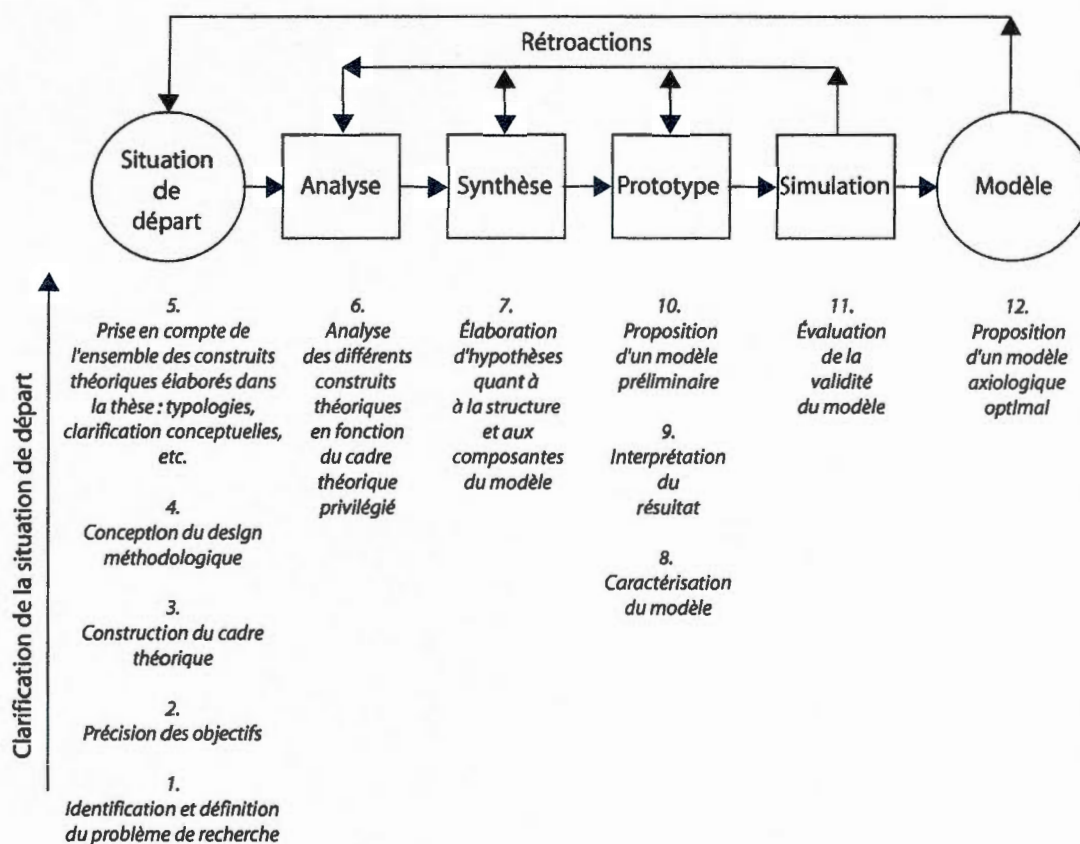 Rétroactions
Situation
de
départ
Analyse
Synthèse
Prototype
Simulation
Modèle
Clarification de la situation de départ
5.
Prise en compte de
l'ensemble des construits
théoriques élaborés dans
la thèse : typologies,
clarification conceptuelles,
etc.
4.
Conception du design
méthodologique
3.
Construction du cadre
théorique
2.
Précision des objectifs
1.
Identification et définition
du problème de recherche
6.
Analyse
des différents
construits
théoriques
en fonction
du cadre
théorique
privilégié
7.
Élaboration
d'hypothèses
quant à
à la structure
et aux
composantes
du modèle
10.
Proposition
d'un modèle
préliminaire
9.
Interprétation
du
résultat
8.
Caractérisation
du modèle
11.
Évaluation
de la
validité
du modèle
12.
Proposition
d'un modèle
axiologique
optimal